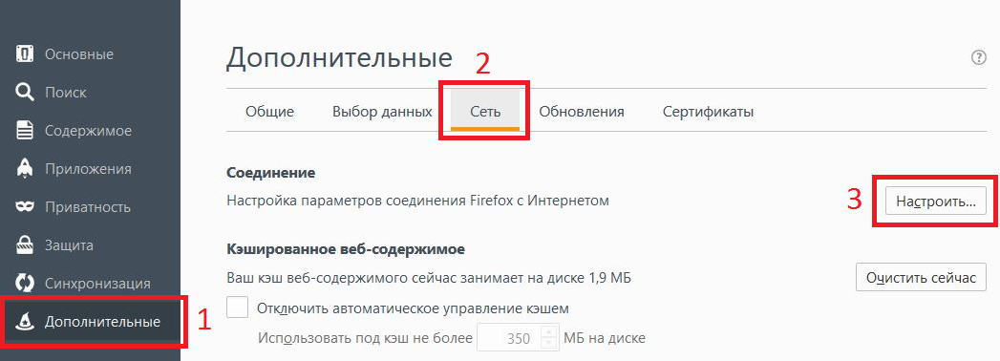 Основные
Поиск
Содержимое
Приложения
Приватность
Защита
Синхронизация
Дополнительные
1
Дополнительные
2
?
Общие Выбор данных Сеть Обновления Сертификаты
Соединение
Настройка параметров соединения Firefox с Интернетом
3
Настроить...
Кэшированное веб-содержимое
Ваш кэш веб-содержимого сейчас занимает на диске 1,9 МБ
Очистить сейчас
Отключить автоматическое управление кэшем
Использовать под кэш не более 350 МБ на диске